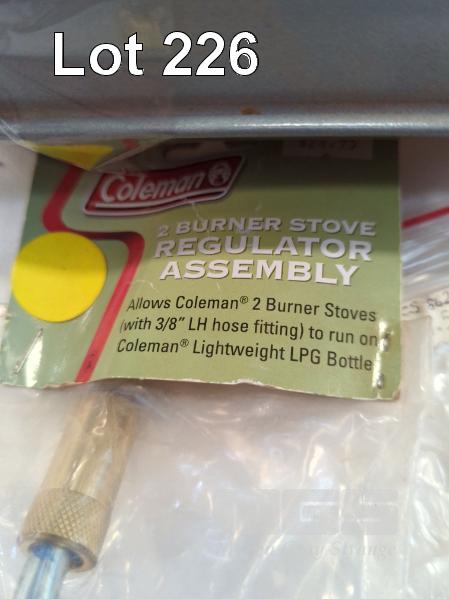 Lot 226
Coleman
2 BURNER STOVE
REGULATOR
ASSEMBLY
Allows Coleman® 2 Burner Stoves
(with 3/8" LH hose fitting) to run on
Coleman® Lightweight LPG Bottle